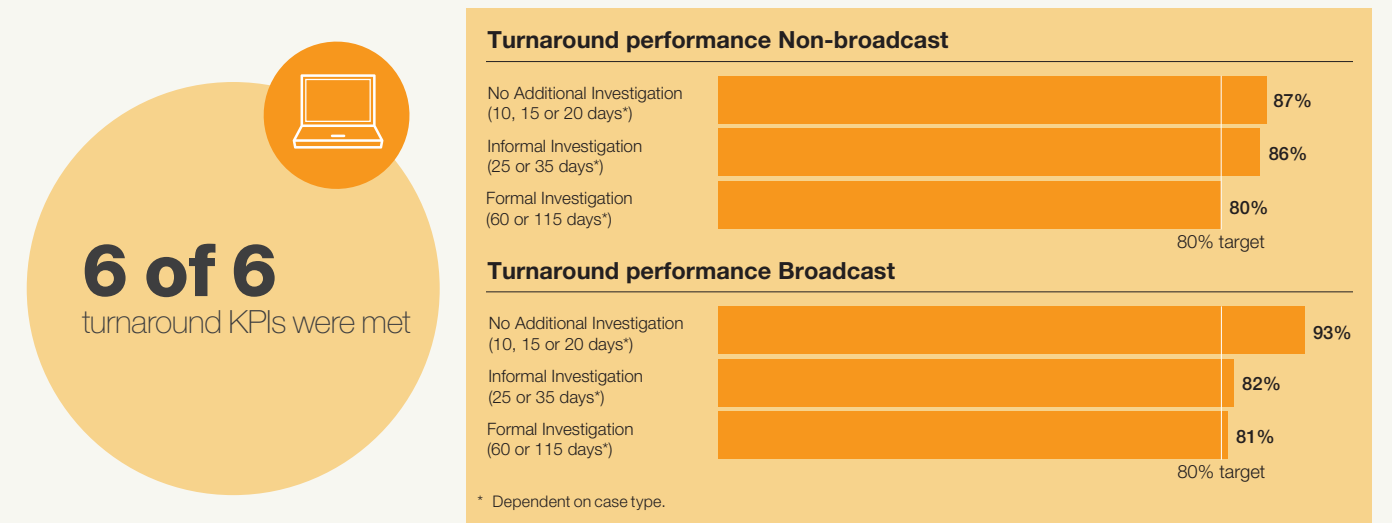 6 of 6
turnaround KPIs were met
Turnaround performance Non-broadcast
No Additional Investigation
(10, 15 or 20 days*)
87%
Informal Investigation
(25 or 35 days*)
86%
Formal Investigation
(60 or 115 days*)
80%
80% target
Turnaround performance Broadcast
No Additional Investigation
(10, 15 or 20 days*)
93%
Informal Investigation
(25 or 35 days*)
82%
Formal Investigation
(60 or 115 days*)
81%
80% target
* Dependent on case type.